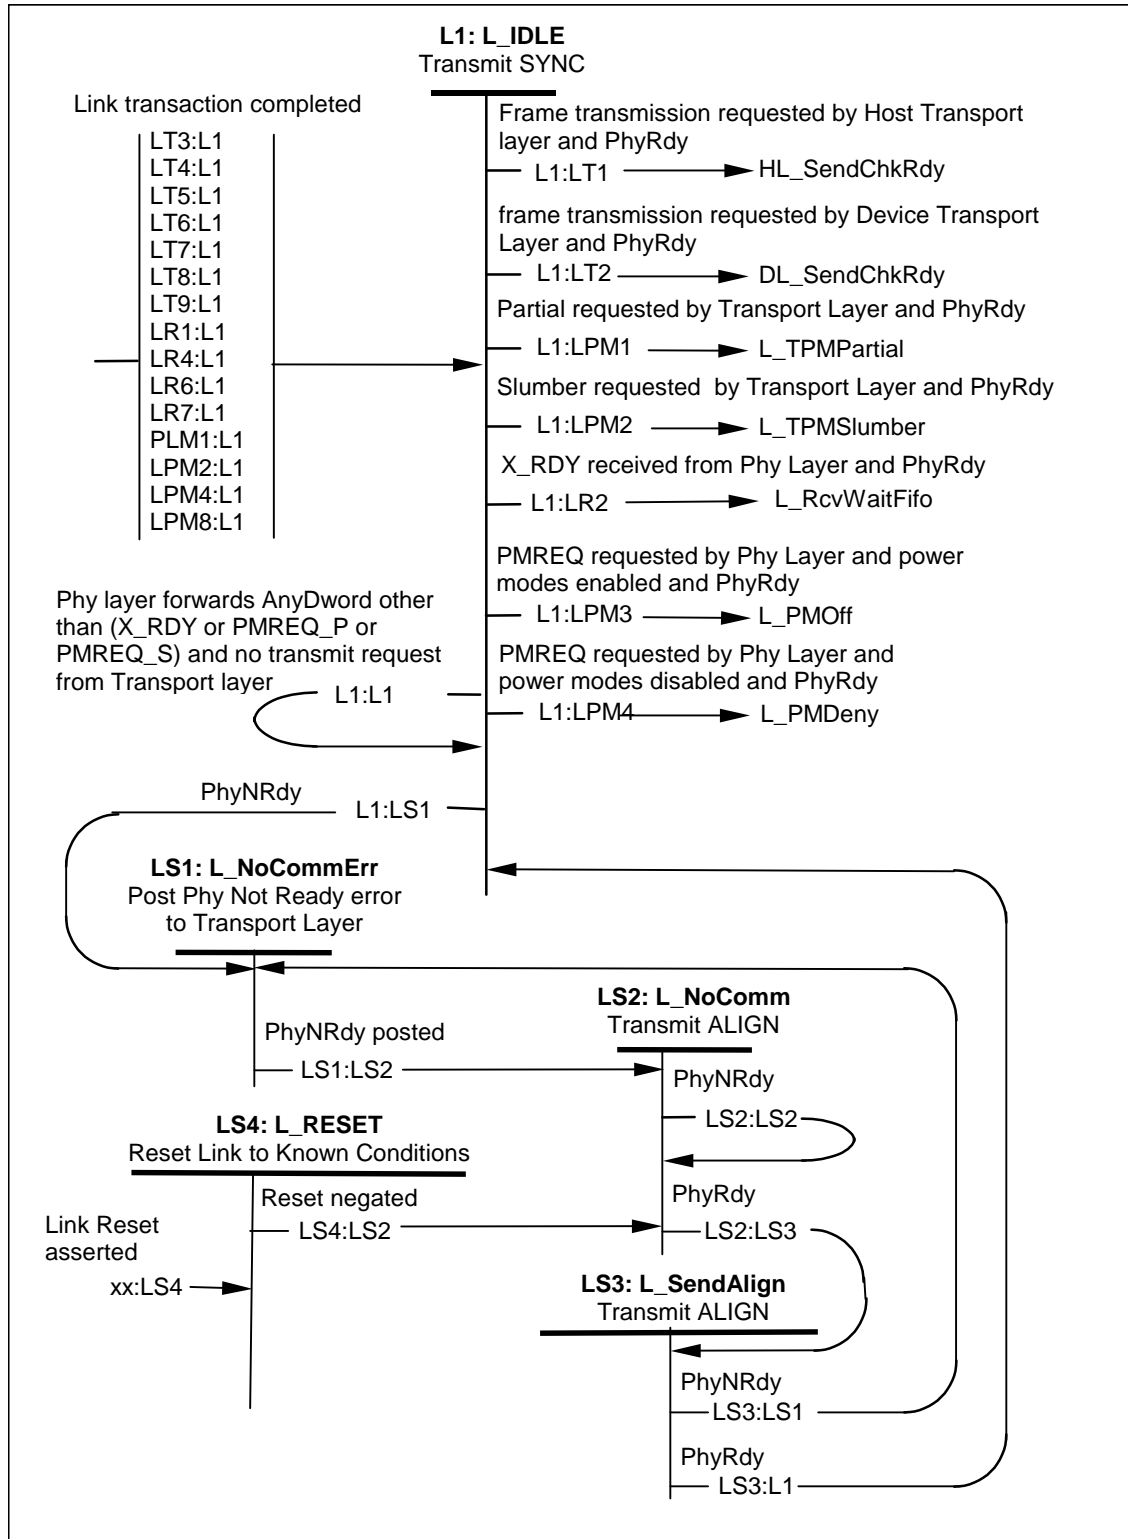 L1: L_IDLE
Transmit SYNC
Link transaction completed
LT3:L1
LT4:L1
LT5:L1
LT6:L1
LT7:L1
LT8:L1
LT9:L1
LR1:L1
LR4:L1
LR6:L1
LR7:L1
PLM1:L1
LPM2:L1
LPM4:L1
LPM8:L1
Frame transmission requested by Host Transport
layer and PhyRdy
L1:LT1 HL_SendChkRdy
frame transmission requested by Device Transport
Layer and PhyRdy
L1:LT2 DL_SendChkRdy
Partial requested by Transport Layer and PhyRdy
L1:LPM1 L_TPMPartial
Slumber requested by Transport Layer and PhyRdy
L1:LPM2 L_TPMSlumber
X_RDY received from Phy Layer and PhyRdy
L1:LR2 L_RcvWaitFifo
PMREQ requested by Phy Layer and power
modes enabled and PhyRdy
L1:LPM3 L_PMOff
PMREQ requested by Phy Layer and
power modes disabled and PhyRdy
L1:LPM4 L_PMDeny
Phy layer forwards AnyDword other
than (X_RDY or PMREQ_P or
PMREQ_S) and no transmit request
from Transport layer
L1:L1
PhyNRdy
L1:LS1
LS1: L_NoCommErr
Post Phy Not Ready error
to Transport Layer
PhyNRdy posted
LS1:LS2
LS2: L_NoComm
Transmit ALIGN
PhyNRdy
LS2:LS2
PhyRdy
LS2:LS3
LS4: L_RESET
Reset Link to Known Conditions
Reset negated
LS4:LS2
Link Reset
asserted
xx:LS4
LS3: L_SendAlign
Transmit ALIGN
PhyNRdy
LS3:LS1
PhyRdy
LS3:L1